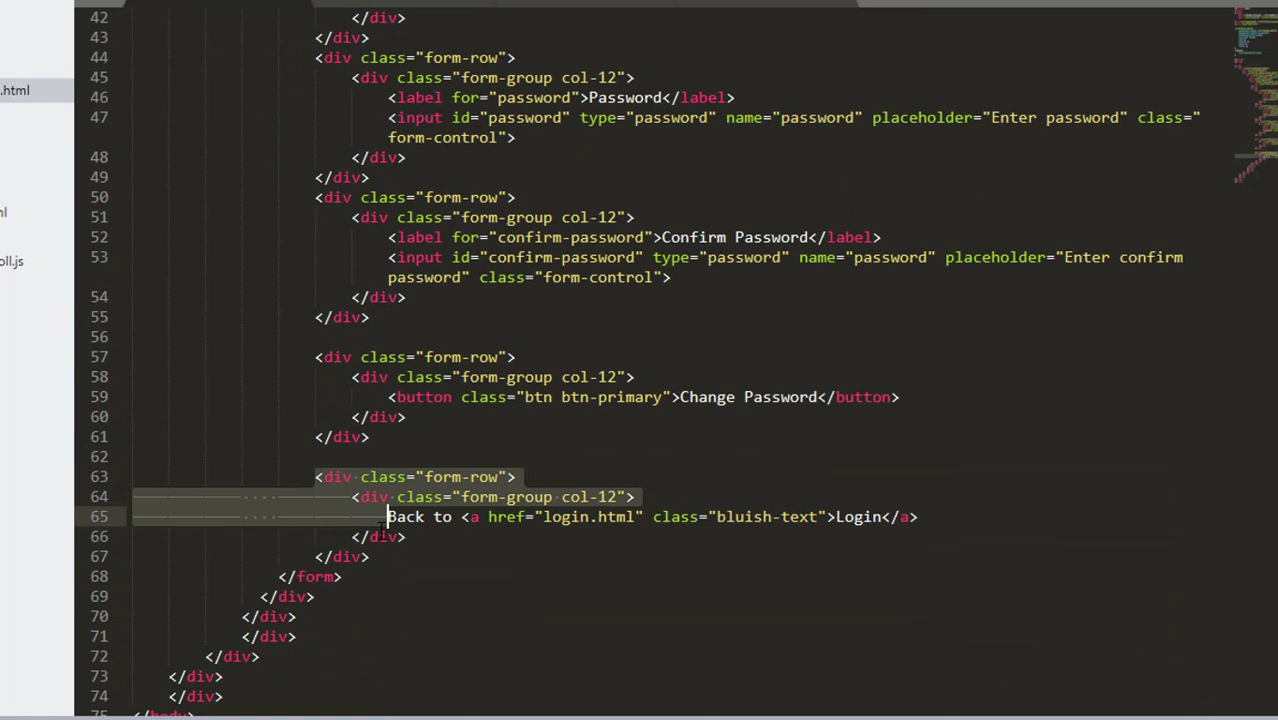 .html
ml
oll.js
42 </div>
43 </div>
44 <div class="form-row">
45 <div class="form-group col-12">
46 <label for="password">Password</label>
47 <input id="password" type="password" name="password" placeholder="Enter password" class="
form-control">
48 </div>
49 </div>
50 <div class="form-row">
51 <div class="form-group col-12">
52 <label for="confirm-password">Confirm Password</label>
53 <input id="confirm-password" type="password" name="password" placeholder="Enter confirm
password" class="form-control">
54 </div>
55 </div>
56
57 <div class="form-row">
58 <div class="form-group col-12">
59 <button class="btn btn-primary">Change Password</button>
60 </div>
61 </div>
62
63 <div class="form-row">
64 <div class="form-group col-12">
65 Back to <a href="login.html" class="bluish-text">Login</a>
66 </div>
67 </div>
68 </form>
69 </div>
70 </div>
71 </div>
72 </div>
73 </div>
74 </div>
75 </body>